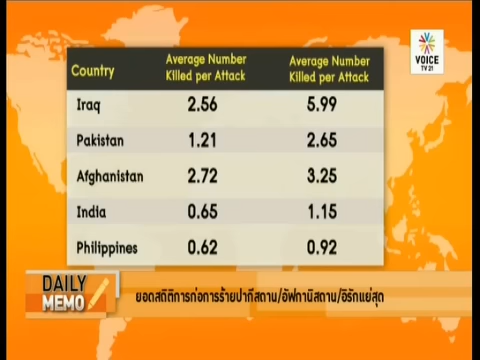 VOICE
TV 21
Country Average Number Average Number
Killed per Attack Killed per Attack
Iraq 2.56 5.99
Pakistan 1.21 2.65
Afghanistan 2.72 3.25
India 0.65 1.15
Philippines 0.62 0.92
DAILY
MEMO
ยอดสถิติการก่อการร้ายปากีสถาน/อัฟกานิสถาน/อิรักแย่สุด